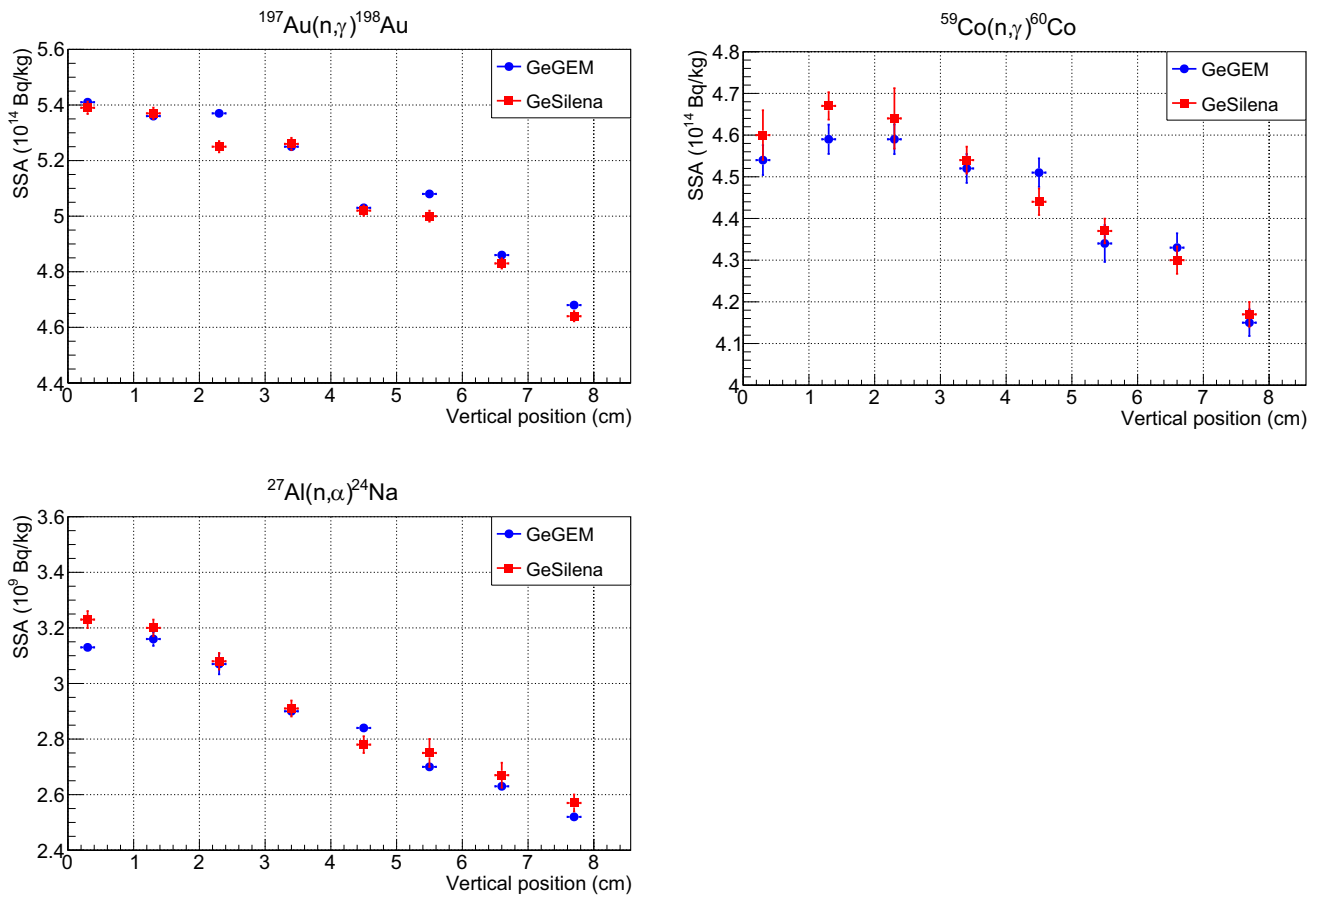 ¹⁹⁷Au(n,γ)¹⁹⁸Au
SSA (10¹⁴ Bq/kg)
5.6
5.4
5.2
5
4.8
4.6
4.4
GeGEM
GeSilena
0 1 2 3 4 5 6 7 8
Vertical position (cm)
⁵⁹Co(n,γ)⁶⁰Co
SSA (10¹⁴ Bq/kg)
4.8
4.7
4.6
4.5
4.4
4.3
4.2
4.1
4
GeGEM
GeSilena
0 1 2 3 4 5 6 7 8
Vertical position (cm)
²⁷Al(n,α)²⁴Na
SSA (10⁹ Bq/kg)
3.6
3.4
3.2
3
2.8
2.6
2.4
GeGEM
GeSilena
0 1 2 3 4 5 6 7 8
Vertical position (cm)